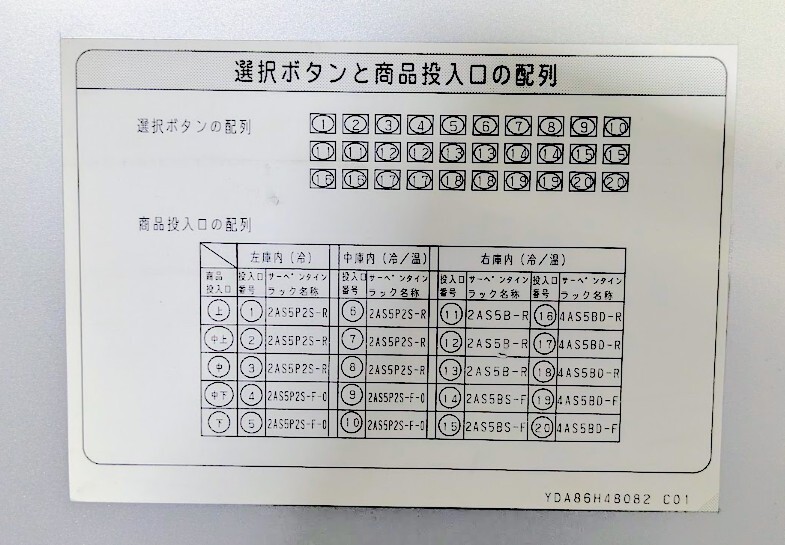 選択ボタンと商品投入口の配列
選択ボタンの配列 ① ② ③ ④ ⑤ ⑥ ⑦ ⑧ ⑨ ⑩
⑪ ⑪ ⑫ ⑫ ⑬ ⑬ ⑭ ⑭ ⑮ ⑮
⑯ ⑯ ⑰ ⑰ ⑱ ⑱ ⑲ ⑲ ⑳ ⑳
商品投入口の配列
左庫内(冷) 中庫内(冷/温) 右庫内(冷/温)
商品 投入口 サーペンタイン 投入口 サーペンタイン 投入口 サーペンタイン 投入口 サーペンタイン
投入口 番号 ラック名称 番号 ラック名称 番号 ラック名称 番号 ラック名称
上 ① 2AS5P2S-R ⑥ 2AS5P2S-R ⑪ 2AS5B-R ⑯ 4AS5BD-R
中上 ② 2AS5P2S-R ⑦ 2AS5P2S-R ⑫ 2AS5B-R ⑰ 4AS5BD-R
中 ③ 2AS5P2S-R ⑧ 2AS5P2S-R ⑬ 2AS5B-R ⑱ 4AS5BD-R
中下 ④ 2AS5P2S-F-0 ⑨ 2AS5P2S-F-0 ⑭ 2AS5BS-F ⑲ 4AS5BD-F
下 ⑤ 2AS5P2S-F-0 ⑩ 2AS5P2S-F-0 ⑮ 2AS5BS-F ⑳ 4AS5BD-F
YDA86H48082 C01